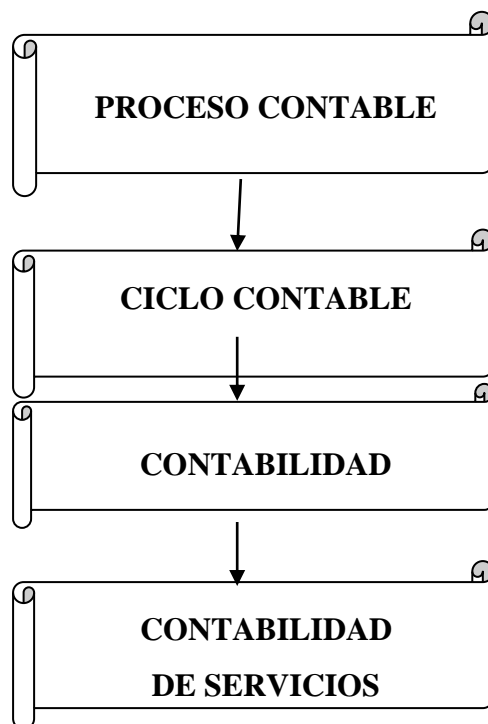 PROCESO CONTABLE
CICLO CONTABLE
CONTABILIDAD
CONTABILIDAD
DE SERVICIOS